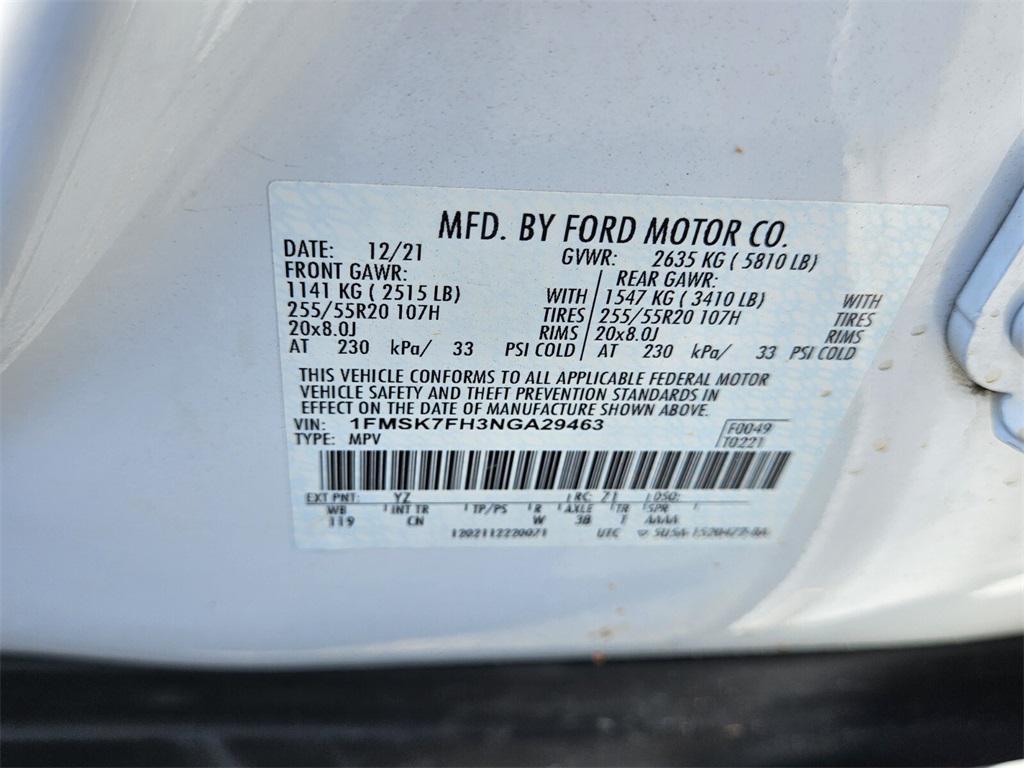 MFD. BY FORD MOTOR CO.
DATE: 12/21 GVWR: 2635 KG ( 5810 LB)
FRONT GAWR: REAR GAWR:
1141 KG ( 2515 LB) WITH 1547 KG ( 3410 LB) WITH
255/55R20 107H TIRES 255/55R20 107H TIRES
20x8.0J RIMS 20x8.0J RIMS
AT 230 kPa/ 33 PSI COLD AT 230 kPa/ 33 PSI COLD
THIS VEHICLE CONFORMS TO ALL APPLICABLE FEDERAL MOTOR
VEHICLE SAFETY AND THEFT PREVENTION STANDARDS IN
EFFECT ON THE DATE OF MANUFACTURE SHOWN ABOVE.
VIN: 1FMSK7FH3NGA29463 F0049
TYPE: MPV T0221
EXT PNT: YZ RC: 71 DSO:
WB INT TR TP/PS R AXLE TR SPR
119 CN W 3B T AAAA
1202112220071 UTC